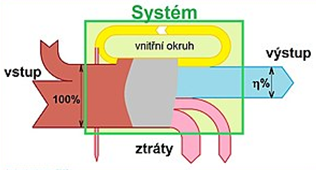 Systém
vnitřní okruh
výstup
vstup
100%
η%
ztráty